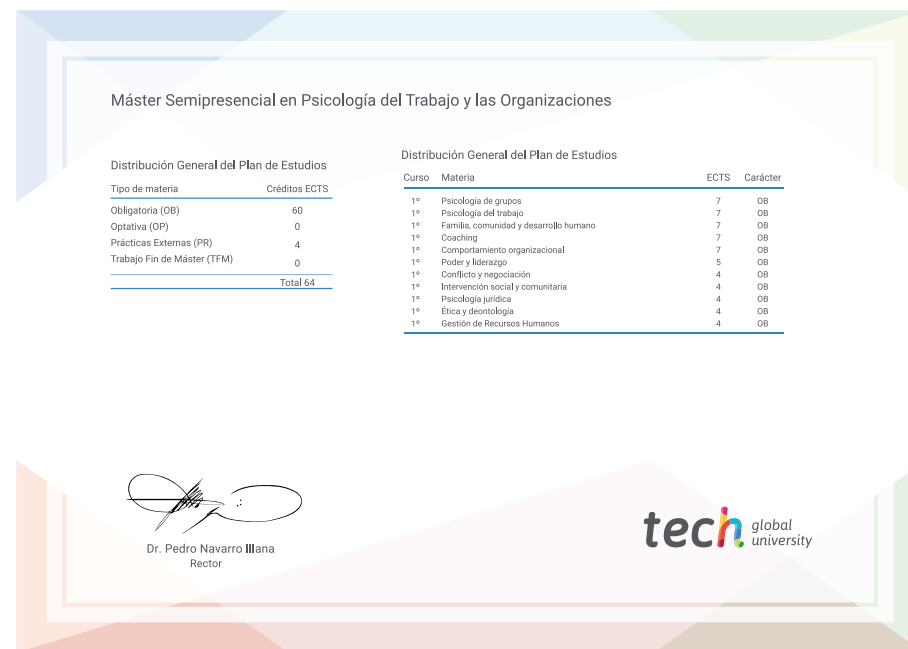 Máster Semipresencial en Psicología del Trabajo y las Organizaciones
Distribución General del Plan de Estudios
Tipo de materia Créditos ECTS
Obligatoria (OB) 60
Optativa (OP) 0
Prácticas Externas (PR) 4
Trabajo Fin de Máster (TFM) 0
Total 64
Distribución General del Plan de Estudios
Curso Materia ECTS Carácter
1º Psicología de grupos 7 OB
1º Psicología del trabajo 7 OB
1º Familia, comunidad y desarrollo humano 7 OB
1º Coaching 7 OB
1º Comportamiento organizacional 7 OB
1º Poder y liderazgo 5 OB
1º Conflicto y negociación 4 OB
1º Intervención social y comunitaria 4 OB
1º Psicología jurídica 4 OB
1º Ética y deontología 4 OB
1º Gestión de Recursos Humanos 4 OB
Dr. Pedro Navarro Illana
Rector
tech global
university